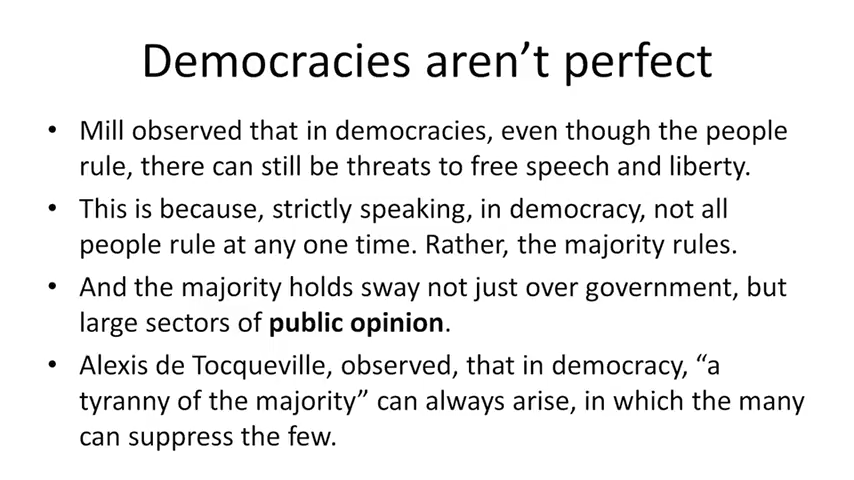 Democracies aren’t perfect
• Mill observed that in democracies, even though the people
rule, there can still be threats to free speech and liberty.
• This is because, strictly speaking, in democracy, not all
people rule at any one time. Rather, the majority rules.
• And the majority holds sway not just over government, but
large sectors of public opinion.
• Alexis de Tocqueville, observed, that in democracy, “a
tyranny of the majority” can always arise, in which the many
can suppress the few.